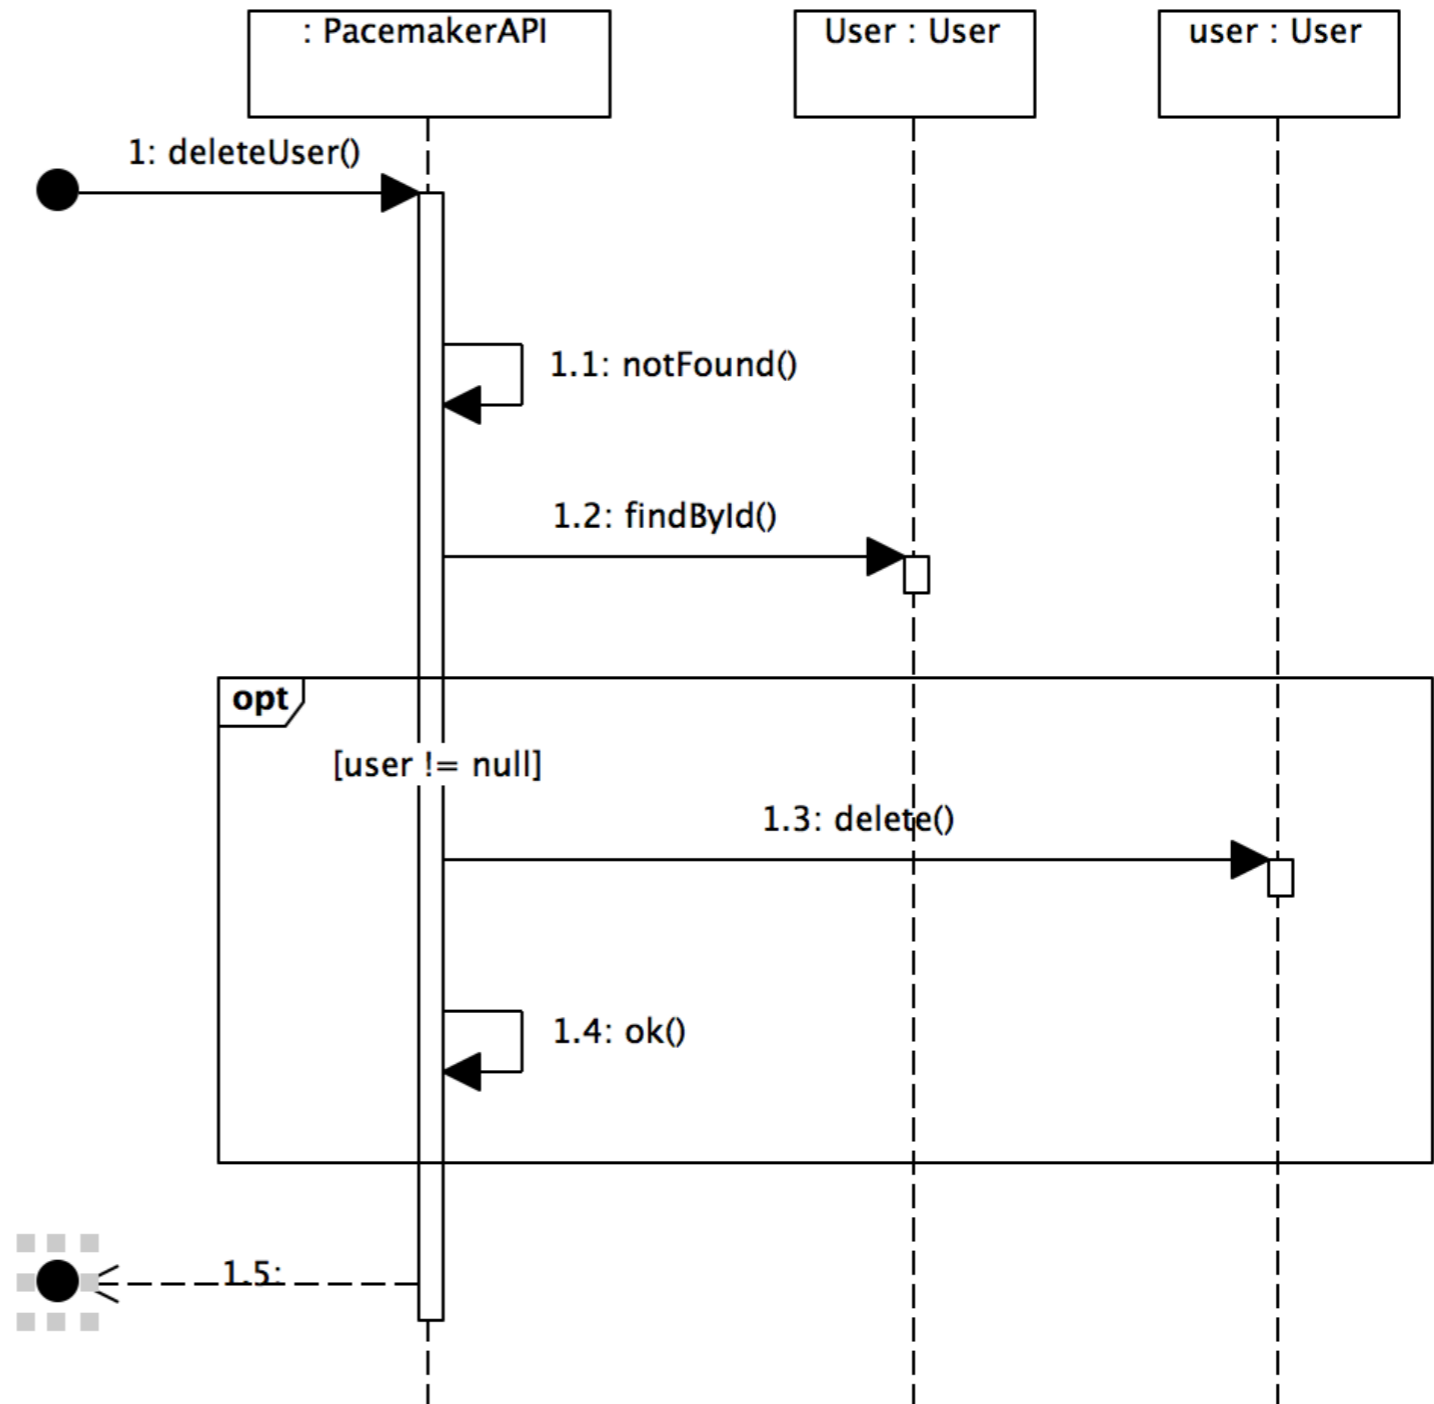 : PacemakerAPI
User : User
user : User
1: deleteUser()
1.1: notFound()
1.2: findById()
opt
[user != null]
1.3: delete()
1.4: ok()
1.5: